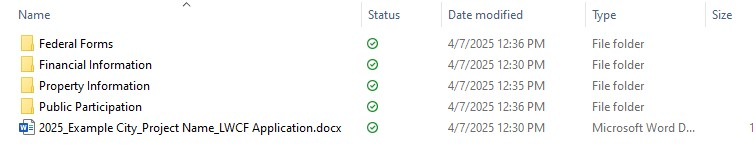 Name Status Date modified Type Size
Federal Forms 4/7/2025 12:36 PM File folder
Financial Information 4/7/2025 12:30 PM File folder
Property Information 4/7/2025 12:35 PM File folder
Public Participation 4/7/2025 12:36 PM File folder
2025_Example City_Project Name_LWCF Application.docx 4/7/2025 12:30 PM Microsoft Word D... 1